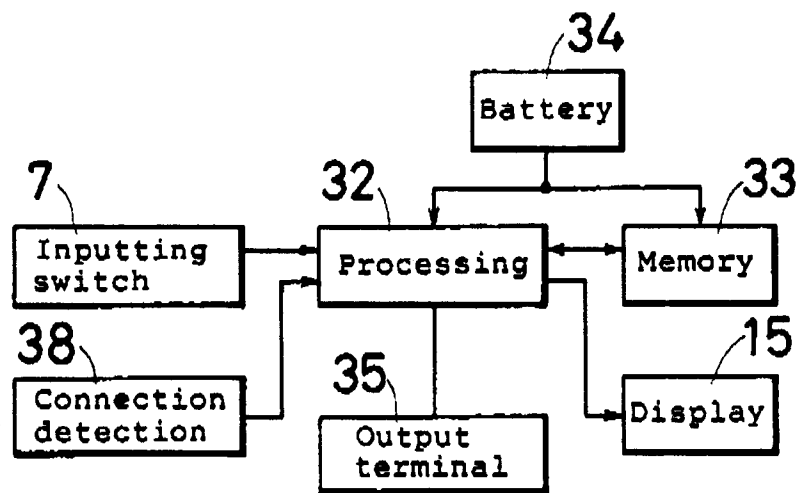 34
Battery
7
32
33
Inputting
switch
Processing
Memory
38
35
15
Connection
detection
Output
terminal
Display